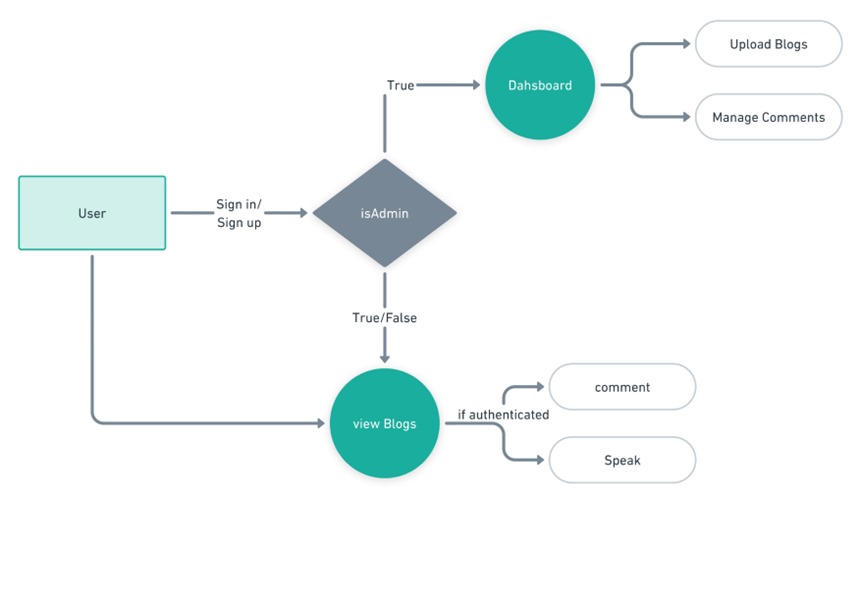 Upload Blogs
True
Dahsboard
Manage Comments
User
Sign in/
Sign up
isAdmin
True/False
comment
if authenticated
view Blogs
Speak